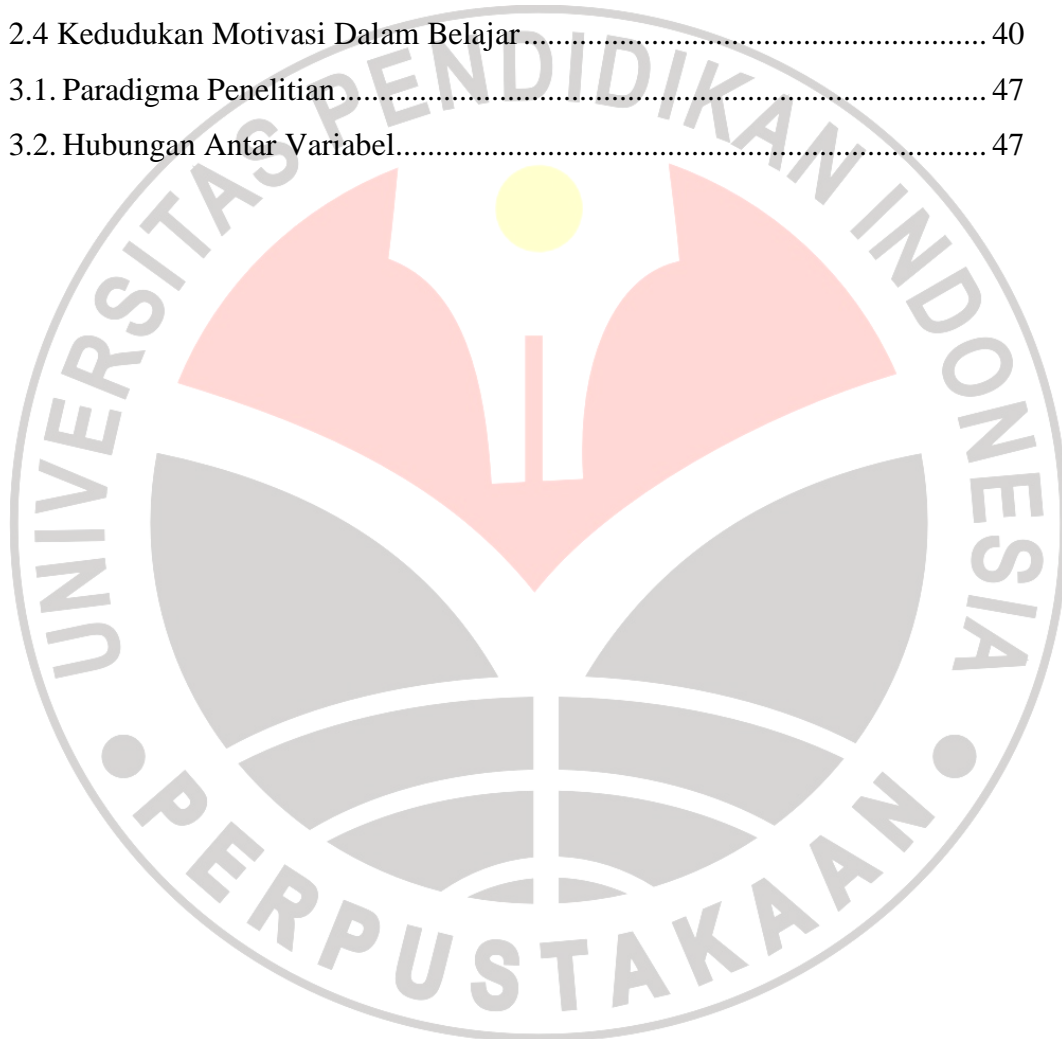 2.4 Kedudukan Motivasi Dalam Belajar.......................................................... 40
3.1. Paradigma Penelitian................................................................................ 47
3.2. Hubungan Antar Variabel......................................................................... 47
UNIVERSITAS PENDIDIKAN INDONESIA
PERPUSTAKAAN